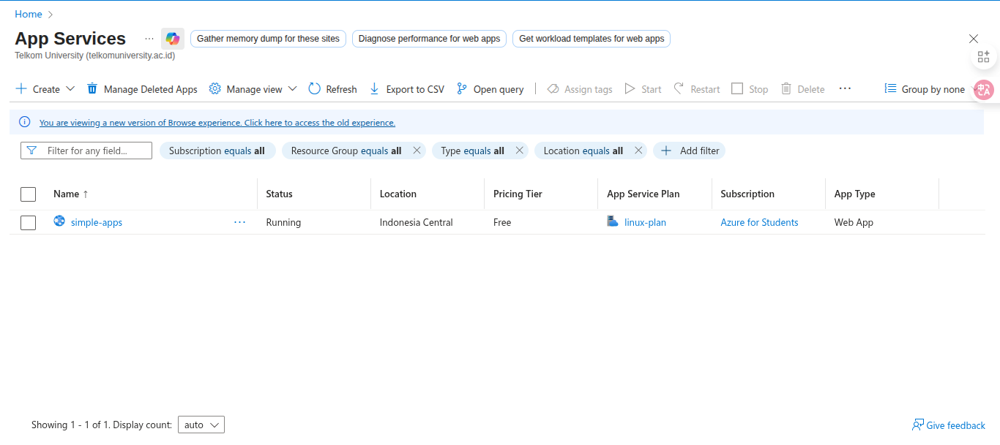 Home
App Services ... Gather memory dump for these sites Diagnose performance for web apps Get workload templates for web apps
Telkom University (telkomuniversity.ac.id)
Create Manage Deleted Apps Manage view Refresh Export to CSV Open query Assign tags Start Restart Stop Delete ... Group by none
You are viewing a new version of Browse experience. Click here to access the old experience.
Filter for any field... Subscription equals all Resource Group equals all Type equals all Location equals all Add filter
Name ↑ Status Location Pricing Tier App Service Plan Subscription App Type
simple-apps ... Running Indonesia Central Free linux-plan Azure for Students Web App
Showing 1 - 1 of 1. Display count: auto Give feedback